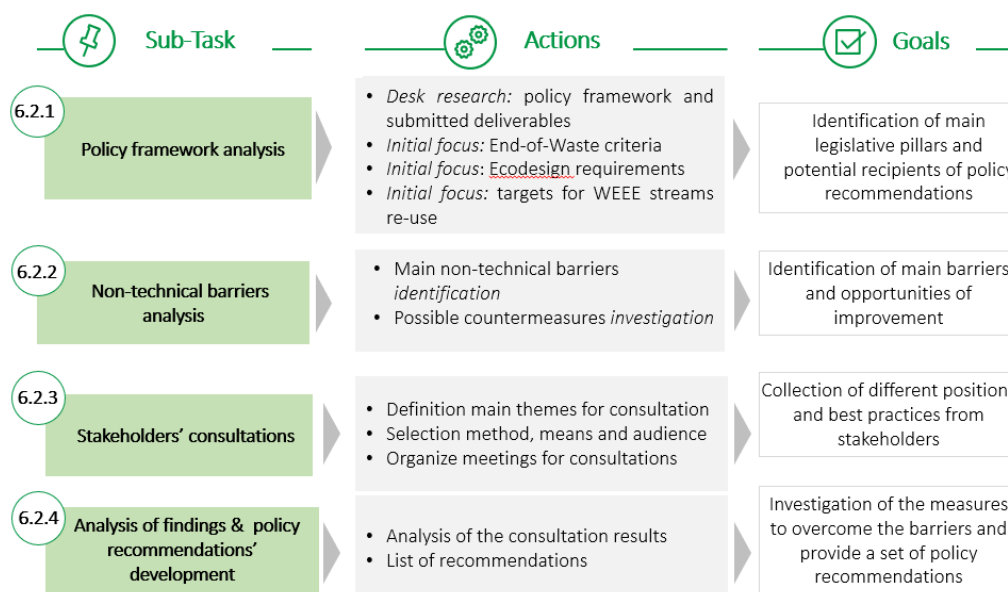 Sub-Task
Actions
Goals
6.2.1
Policy framework analysis
• Desk research: policy framework and
submitted deliverables
• Initial focus: End-of-Waste criteria
• Initial focus: Ecodesign requirements
• Initial focus: targets for WEEE streams
re-use
Identification of main
legislative pillars and
potential recipients of policy
recommendations
6.2.2
Non-technical barriers
analysis
• Main non-technical barriers
identification
• Possible countermeasures investigation
Identification of main barriers
and opportunities of
improvement
6.2.3
Stakeholders' consultations
• Definition main themes for consultation
• Selection method, means and audience
• Organize meetings for consultations
Collection of different position
and best practices from
stakeholders
6.2.4
Analysis of findings & policy
recommendations'
development
• Analysis of the consultation results
• List of recommendations
Investigation of the measures
to overcome the barriers and
provide a set of policy
recommendations